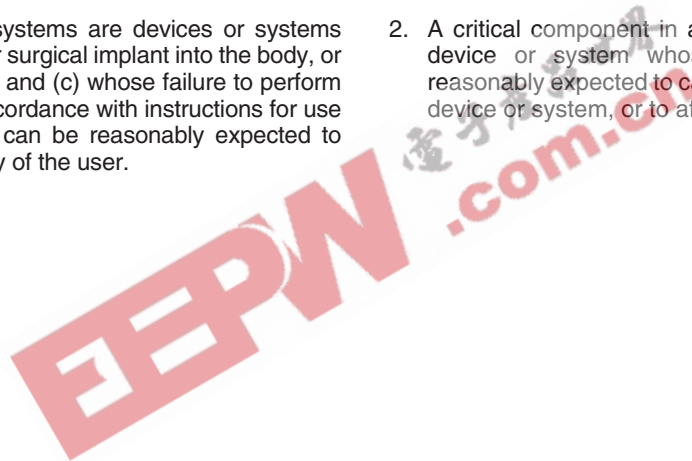 systems are devices or systems
surgical implant into the body, or
and (c) whose failure to perform
cordance with instructions for use
can be reasonably expected to
y of the user.
2. A critical component in a
device or system whos
reasonably expected to ca
device or system, or to af
EEPW
.com.cn